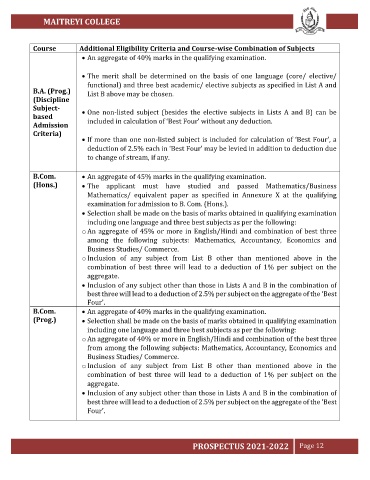 MAITREYI COLLEGE
Course Additional Eligibility Criteria and Course-wise Combination of Subjects
B.A. (Prog.)
(Discipline
Subject-
based
Admission
Criteria)
• An aggregate of 40% marks in the qualifying examination.
• The merit shall be determined on the basis of one language (core/ elective/
functional) and three best academic/ elective subjects as specified in List A and
List B above may be chosen.
• One non-listed subject (besides the elective subjects in Lists A and B) can be
included in calculation of 'Best Four' without any deduction.
• If more than one non-listed subject is included for calculation of 'Best Four', a
deduction of 2.5% each in 'Best Four' may be levied in addition to deduction due
to change of stream, if any.
B.Com.
(Hons.)
• An aggregate of 45% marks in the qualifying examination.
• The applicant must have studied and passed Mathematics/Business
Mathematics/ equivalent paper as specified in Annexure X at the qualifying
examination for admission to B. Com. (Hons.).
• Selection shall be made on the basis of marks obtained in qualifying examination
including one language and three best subjects as per the following:
o An aggregate of 45% or more in English/Hindi and combination of best three
among the following subjects: Mathematics, Accountancy, Economics and
Business Studies/ Commerce.
o Inclusion of any subject from List B other than mentioned above in the
combination of best three will lead to a deduction of 1% per subject on the
aggregate.
• Inclusion of any subject other than those in Lists A and B in the combination of
best three will lead to a deduction of 2.5% per subject on the aggregate of the 'Best
Four'.
B.Com.
(Prog.)
• An aggregate of 40% marks in the qualifying examination.
• Selection shall be made on the basis of marks obtained in qualifying examination
including one language and three best subjects as per the following:
o An aggregate of 40% or more in English/Hindi and combination of the best three
from among the following subjects: Mathematics, Accountancy, Economics and
Business Studies/ Commerce.
o Inclusion of any subject from List B other than mentioned above in the
combination of best three will lead to a deduction of 1% per subject on the
aggregate.
• Inclusion of any subject other than those in Lists A and B in the combination of
best three will lead to a deduction of 2.5% per subject on the aggregate of the 'Best
Four'.
PROSPECTUS 2021-2022 Page 12